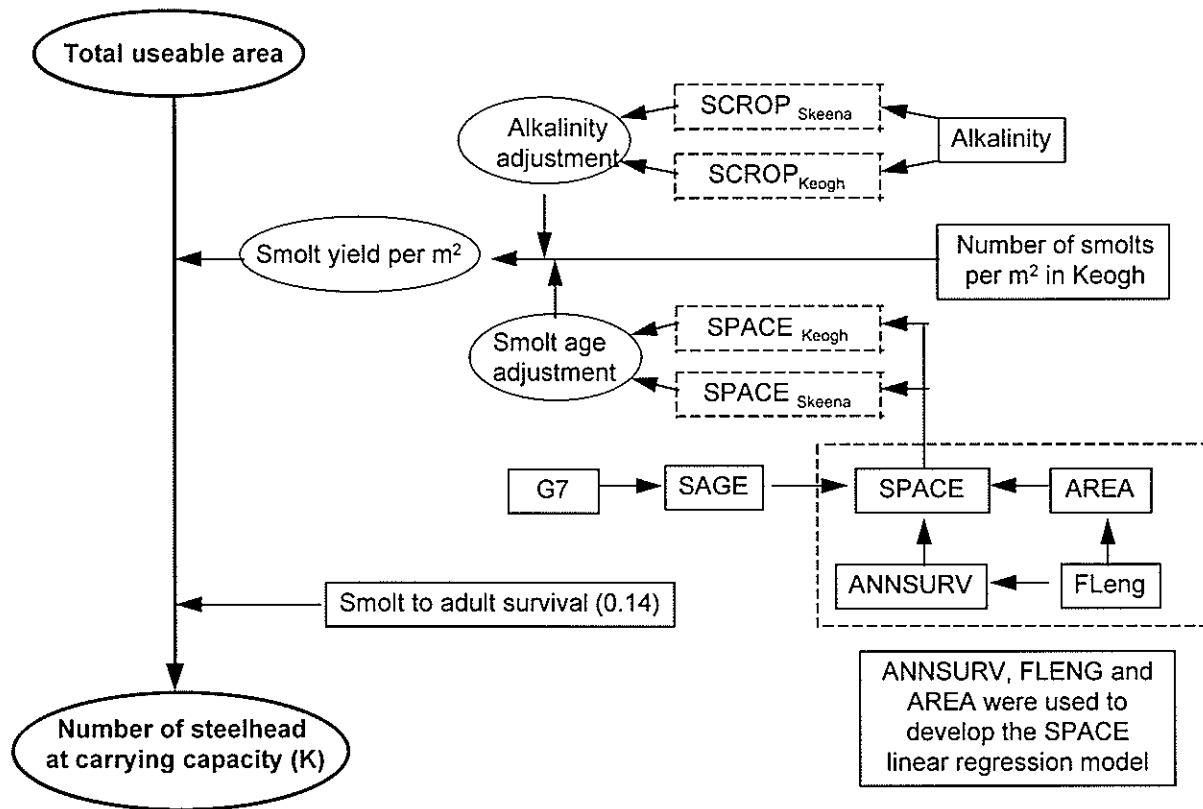 Total useable area
Alkalinity
adjustment
SCROP Skeena
SCROP Keogh
Alkalinity
Smolt yield per m²
Number of smolts
per m² in Keogh
Smolt age
adjustment
SPACE Keogh
SPACE Skeena
G7
SAGE
SPACE
AREA
ANNSURV
FLeng
Smolt to adult survival (0.14)
Number of steelhead
at carrying capacity (K)
ANNSURV, FLENG and
AREA were used to
develop the SPACE
linear regression model